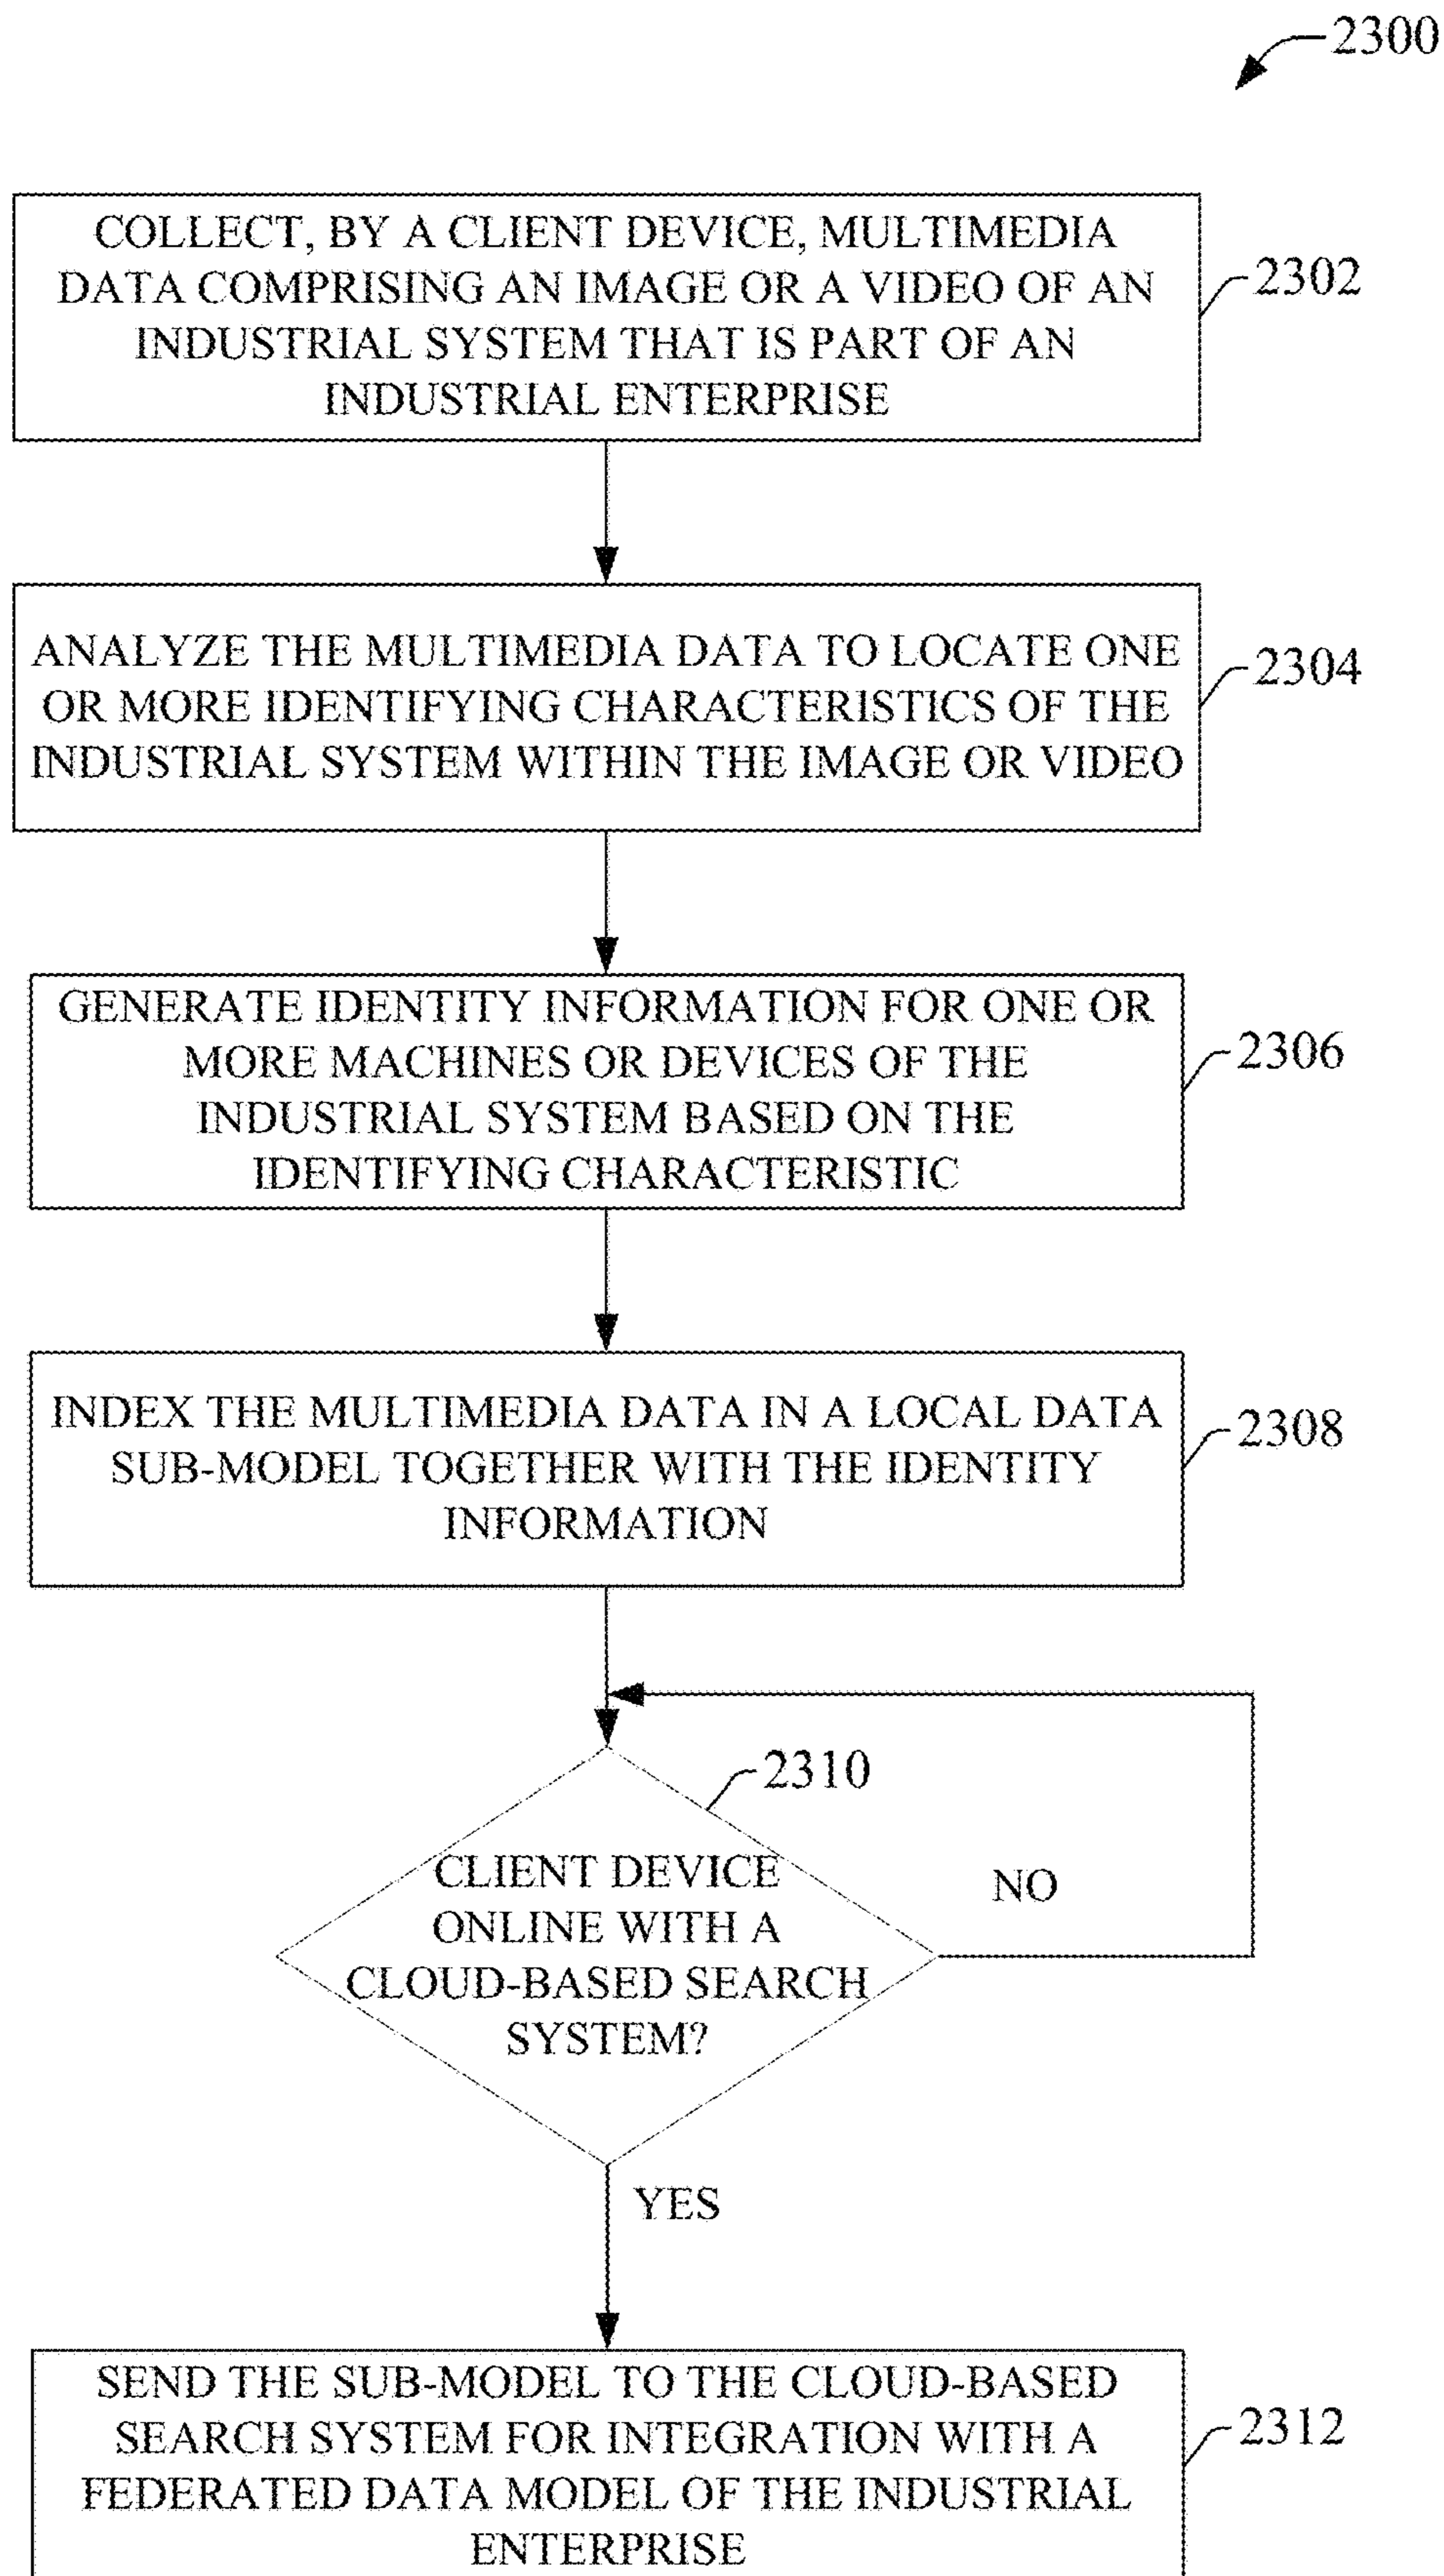 2300
COLLECT, BY A CLIENT DEVICE, MULTIMEDIA
DATA COMPRISING AN IMAGE OR A VIDEO OF AN
INDUSTRIAL SYSTEM THAT IS PART OF AN
INDUSTRIAL ENTERPRISE
2302
ANALYZE THE MULTIMEDIA DATA TO LOCATE ONE
OR MORE IDENTIFYING CHARACTERISTICS OF THE
INDUSTRIAL SYSTEM WITHIN THE IMAGE OR VIDEO
2304
GENERATE IDENTITY INFORMATION FOR ONE OR
MORE MACHINES OR DEVICES OF THE
INDUSTRIAL SYSTEM BASED ON THE
IDENTIFYING CHARACTERISTIC
2306
INDEX THE MULTIMEDIA DATA IN A LOCAL DATA
SUB-MODEL TOGETHER WITH THE IDENTITY
INFORMATION
2308
2310
CLIENT DEVICE
ONLINE WITH A
CLOUD-BASED SEARCH
SYSTEM?
NO
YES
SEND THE SUB-MODEL TO THE CLOUD-BASED
SEARCH SYSTEM FOR INTEGRATION WITH A
FEDERATED DATA MODEL OF THE INDUSTRIAL
ENTERPRISE
2312